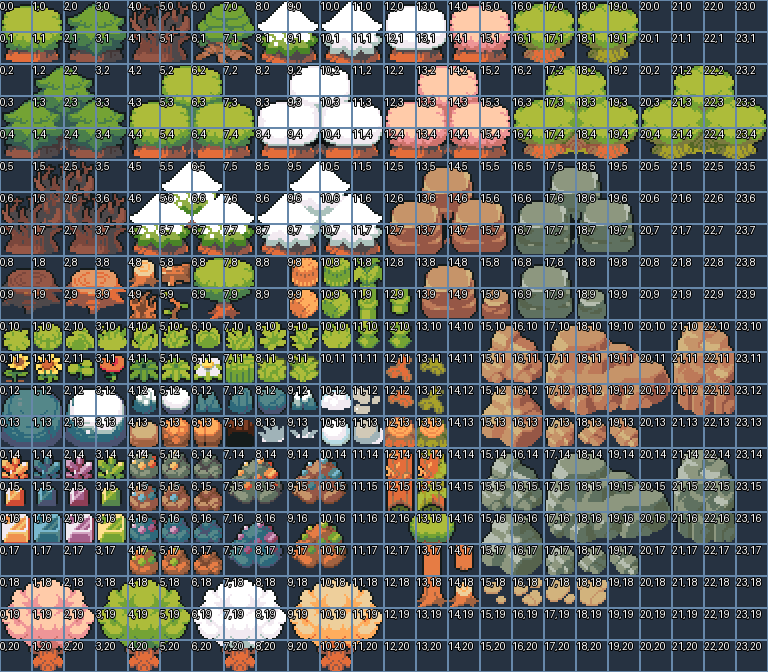 0,0 1,0 2,0 3,0 4,0 5,0 6,0 7,0 8,0 9,0 10,0 11,0 12,0 13,0 14,0 15,0 16,0 17,0 18,0 19,0 20,0 21,0 22,0 23,0
0,1 1,1 2,1 3,1 4,1 5,1 6,1 7,1 8,1 9,1 10,1 11,1 12,1 13,1 14,1 15,1 16,1 17,1 18,1 19,1 20,1 21,1 22,1 23,1
0,2 1,2 2,2 3,2 4,2 5,2 6,2 7,2 8,2 9,2 10,2 11,2 12,2 13,2 14,2 15,2 16,2 17,2 18,2 19,2 20,2 21,2 22,2 23,2
0,3 1,3 2,3 3,3 4,3 5,3 6,3 7,3 8,3 9,3 10,3 11,3 12,3 13,3 14,3 15,3 16,3 17,3 18,3 19,3 20,3 21,3 22,3 23,3
0,4 1,4 2,4 3,4 4,4 5,4 6,4 7,4 8,4 9,4 10,4 11,4 12,4 13,4 14,4 15,4 16,4 17,4 18,4 19,4 20,4 21,4 22,4 23,4
0,5 1,5 2,5 3,5 4,5 5,5 6,5 7,5 8,5 9,5 10,5 11,5 12,5 13,5 14,5 15,5 16,5 17,5 18,5 19,5 20,5 21,5 22,5 23,5
0,6 1,6 2,6 3,6 4,6 5,6 6,6 7,6 8,6 9,6 10,6 11,6 12,6 13,6 14,6 15,6 16,6 17,6 18,6 19,6 20,6 21,6 22,6 23,6
0,7 1,7 2,7 3,7 4,7 5,7 6,7 7,7 8,7 9,7 10,7 11,7 12,7 13,7 14,7 15,7 16,7 17,7 18,7 19,7 20,7 21,7 22,7 23,7
0,8 1,8 2,8 3,8 4,8 5,8 6,8 7,8 8,8 9,8 10,8 11,8 12,8 13,8 14,8 15,8 16,8 17,8 18,8 19,8 20,8 21,8 22,8 23,8
0,9 1,9 2,9 3,9 4,9 5,9 6,9 7,9 8,9 9,9 10,9 11,9 12,9 13,9 14,9 15,9 16,9 17,9 18,9 19,9 20,9 21,9 22,9 23,9
0,10 1,10 2,10 3,10 4,10 5,10 6,10 7,10 8,10 9,10 10,10 11,10 12,10 13,10 14,10 15,10 16,10 17,10 18,10 19,10 20,10 21,10 22,10 23,10
0,11 1,11 2,11 3,11 4,11 5,11 6,11 7,11 8,11 9,11 10,11 11,11 12,11 13,11 14,11 15,11 16,11 17,11 18,11 19,11 20,11 21,11 22,11 23,11
0,12 1,12 2,12 3,12 4,12 5,12 6,12 7,12 8,12 9,12 10,12 11,12 12,12 13,12 14,12 15,12 16,12 17,12 18,12 19,12 20,12 21,12 22,12 23,12
0,13 1,13 2,13 3,13 4,13 5,13 6,13 7,13 8,13 9,13 10,13 11,13 12,13 13,13 14,13 15,13 16,13 17,13 18,13 19,13 20,13 21,13 22,13 23,13
0,14 1,14 2,14 3,14 4,14 5,14 6,14 7,14 8,14 9,14 10,14 11,14 12,14 13,14 14,14 15,14 16,14 17,14 18,14 19,14 20,14 21,14 22,14 23,14
0,15 1,15 2,15 3,15 4,15 5,15 6,15 7,15 8,15 9,15 10,15 11,15 12,15 13,15 14,15 15,15 16,15 17,15 18,15 19,15 20,15 21,15 22,15 23,15
0,16 1,16 2,16 3,16 4,16 5,16 6,16 7,16 8,16 9,16 10,16 11,16 12,16 13,16 14,16 15,16 16,16 17,16 18,16 19,16 20,16 21,16 22,16 23,16
0,17 1,17 2,17 3,17 4,17 5,17 6,17 7,17 8,17 9,17 10,17 11,17 12,17 13,17 14,17 15,17 16,17 17,17 18,17 19,17 20,17 21,17 22,17 23,17
0,18 1,18 2,18 3,18 4,18 5,18 6,18 7,18 8,18 9,18 10,18 11,18 12,18 13,18 14,18 15,18 16,18 17,18 18,18 19,18 20,18 21,18 22,18 23,18
0,19 1,19 2,19 3,19 4,19 5,19 6,19 7,19 8,19 9,19 10,19 11,19 12,19 13,19 14,19 15,19 16,19 17,19 18,19 19,19 20,19 21,19 22,19 23,19
0,20 1,20 2,20 3,20 4,20 5,20 6,20 7,20 8,20 9,20 10,20 11,20 12,20 13,20 14,20 15,20 16,20 17,20 18,20 19,20 20,20 21,20 22,20 23,20